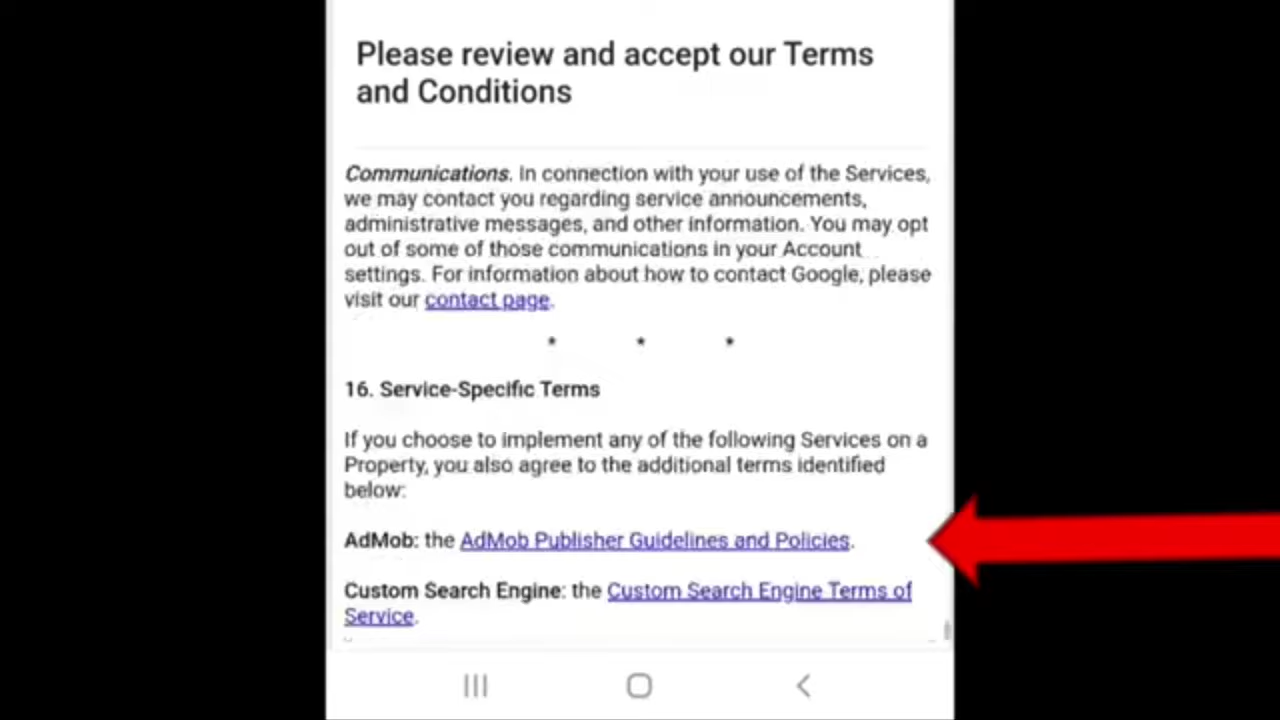 Please review and accept our Terms
and Conditions
Communications. In connection with your use of the Services,
we may contact you regarding service announcements,
administrative messages, and other information. You may opt
out of some of those communications in your Account
settings. For information about how to contact Google, please
visit our contact page.
* * *
16. Service-Specific Terms
If you choose to implement any of the following Services on a
Property, you also agree to the additional terms identified
below:
AdMob: the AdMob Publisher Guidelines and Policies.
Custom Search Engine: the Custom Search Engine Terms of
Service.